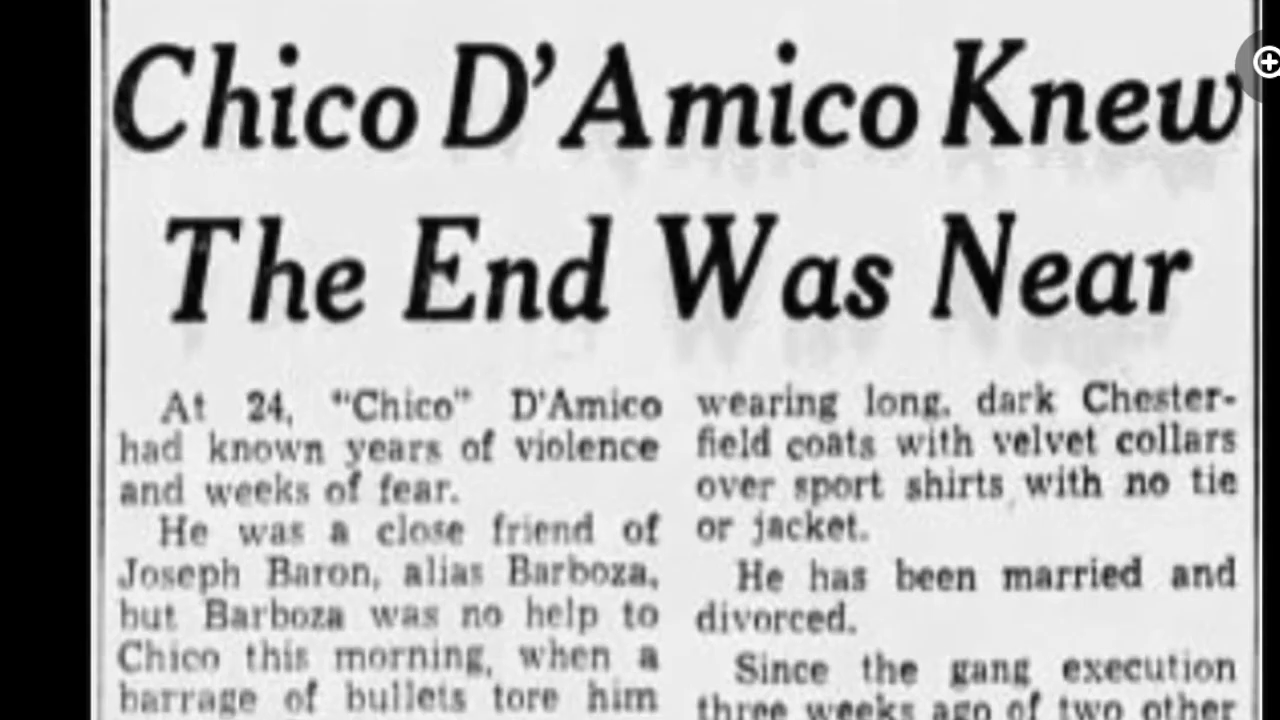 Chico D'Amico Knew
The End Was Near
At 24, "Chico" D'Amico
had known years of violence
and weeks of fear.
He was a close friend of
Joseph Baron, alias Barboza,
but Barboza was no help to
Chico this morning, when a
barrage of bullets tore him
wearing long, dark Chester-
field coats with velvet collars
over sport shirts with no tie
or jacket.
He has been married and
divorced.
Since the gang execution
three weeks ago of two other